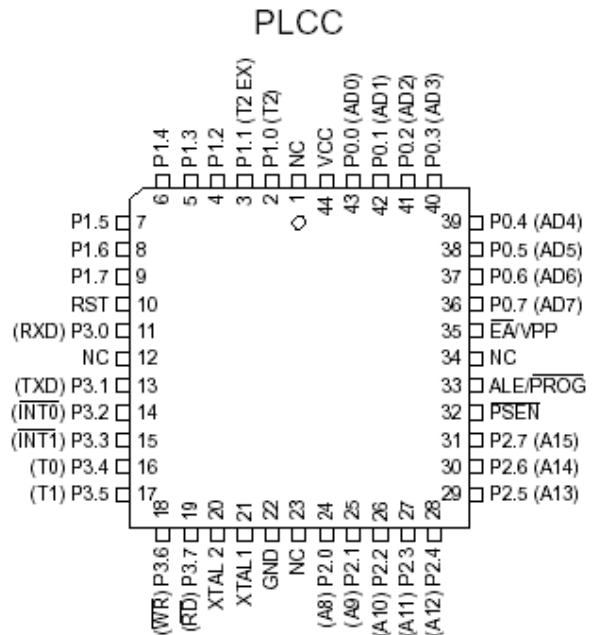 PLCC
P1.4
P1.3
P1.2
P1.1 (T2 EX)
P1.0 (T2)
NC
VCC
P0.0 (AD0)
P0.1 (AD1)
P0.2 (AD2)
P0.3 (AD3)
6
5
4
3
2
1
44
43
42
41
40
P1.5 7
P1.6 8
P1.7 9
RST 10
(RXD) P3.0 11
NC 12
(TXD) P3.1 13
(INT0) P3.2 14
(INT1) P3.3 15
(T0) P3.4 16
(T1) P3.5 17
39 P0.4 (AD4)
38 P0.5 (AD5)
37 P0.6 (AD6)
36 P0.7 (AD7)
35 EA/VPP
34 NC
33 ALE/PROG
32 PSEN
31 P2.7 (A15)
30 P2.6 (A14)
29 P2.5 (A13)
18
19
20
21
22
23
24
25
26
27
28
(WR) P3.6
(RD) P3.7
XTAL2
XTAL1
GND
NC
(A8) P2.0
(A9) P2.1
(A10) P2.2
(A11) P2.3
(A12) P2.4